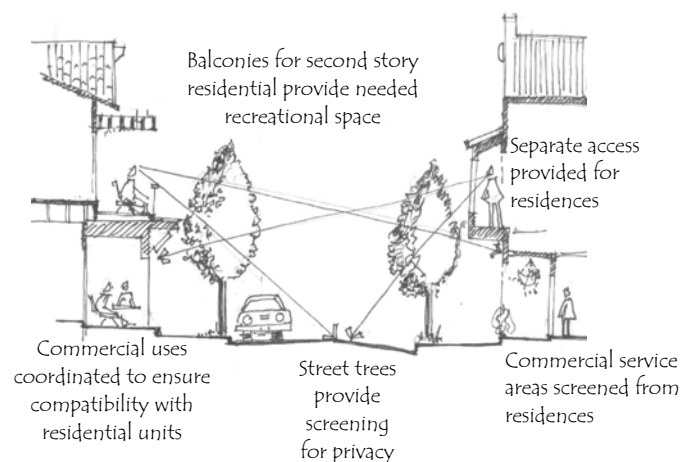 Balconies for second story
residential provide needed
recreational space
Separate access
provided for
residences
Commercial uses
coordinated to ensure
compatibility with
residential units
Street trees
provide
screening
for privacy
Commercial service
areas screened from
residences